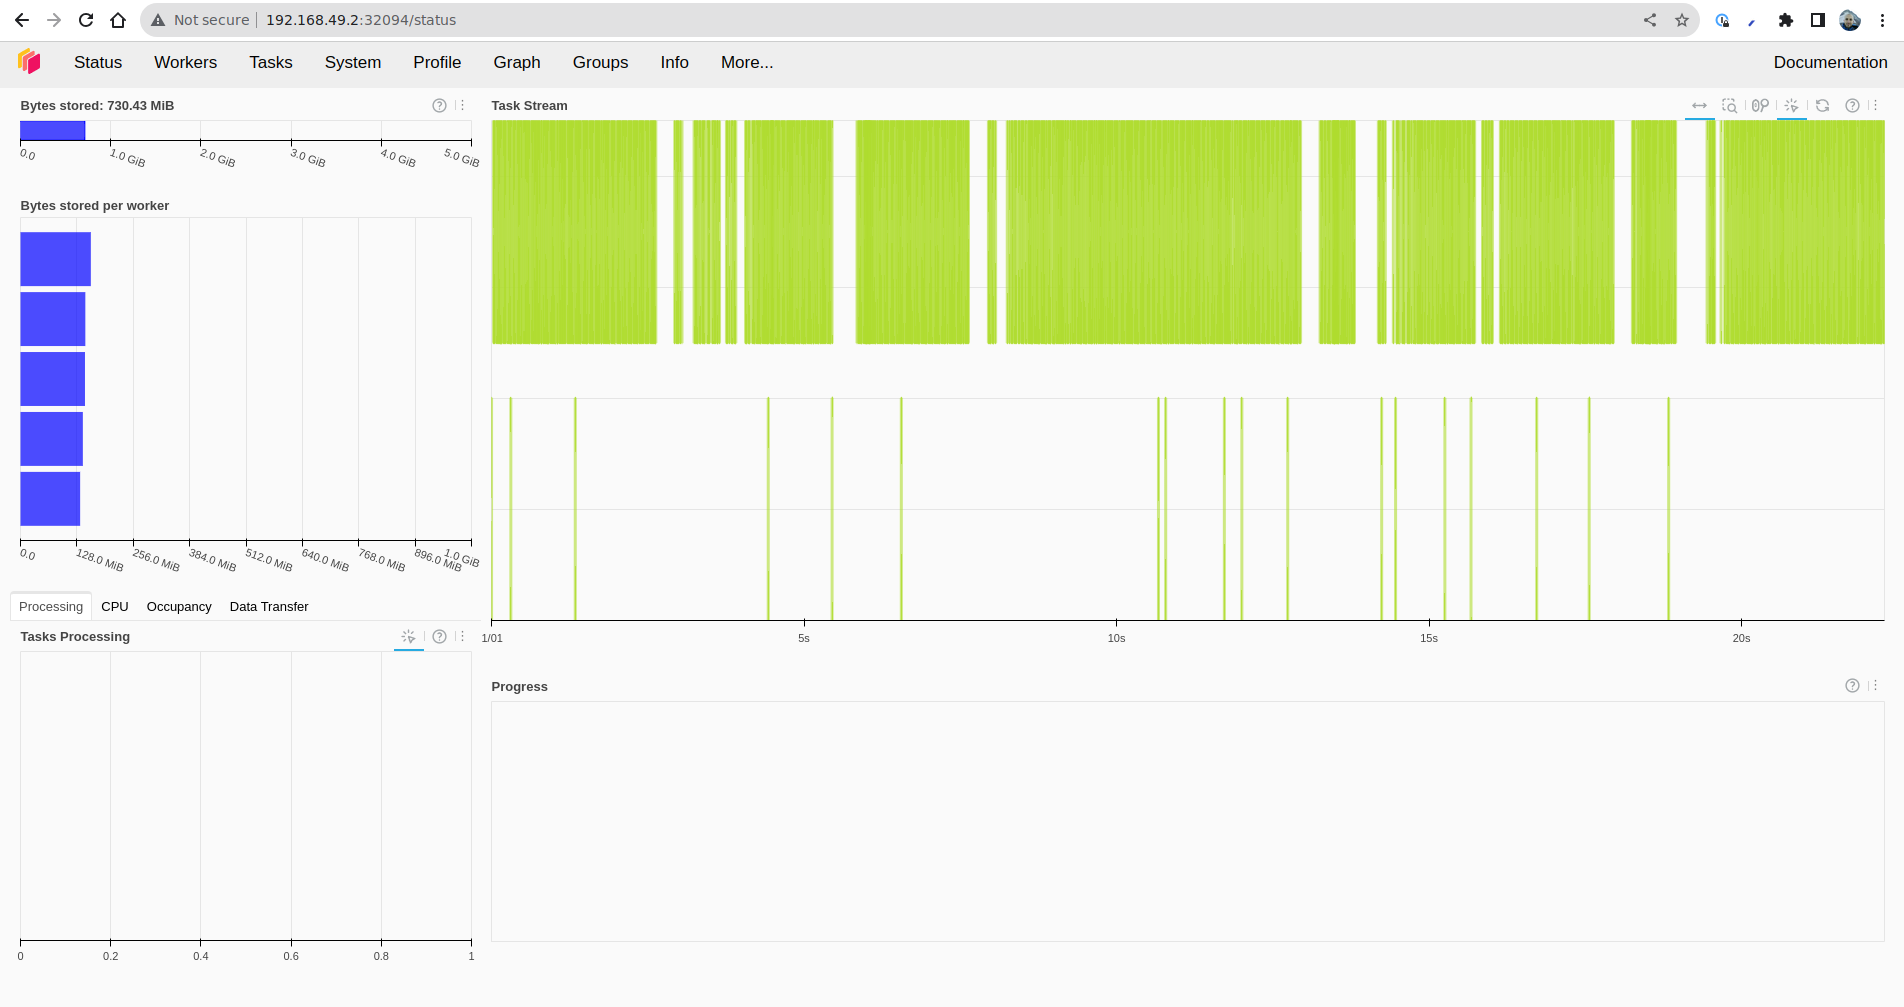 Not secure 192.168.49.2:32094/status
Status Workers Tasks System Profile Graph Groups Info More... Documentation
Bytes stored: 730.43 MiB
0.0 1.0 GiB 2.0 GiB 3.0 GiB 4.0 GiB 5.0 GiB
Bytes stored per worker
0.0 128.0 MiB 256.0 MiB 384.0 MiB 512.0 MiB 640.0 MiB 768.0 MiB 896.0 MiB 1.0 GiB
Processing CPU Occupancy Data Transfer
Tasks Processing
0 0.2 0.4 0.6 0.8 1
Task Stream
1/01 5s 10s 15s 20s
Progress